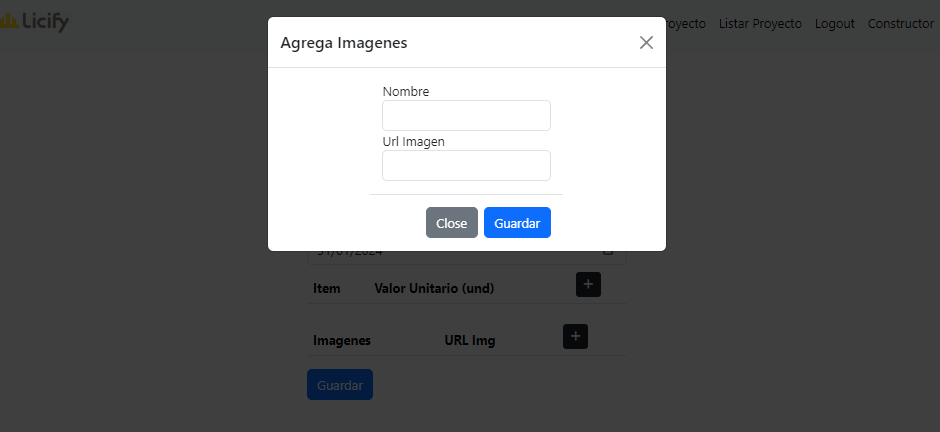 Licify
oyecto Listar Proyecto Logout Constructor
Agrega Imagenes
Nombre
Url Imagen
Close Guardar
31/01/2024
Item Valor Unitario (und) +
Imagenes URL Img +
Guardar